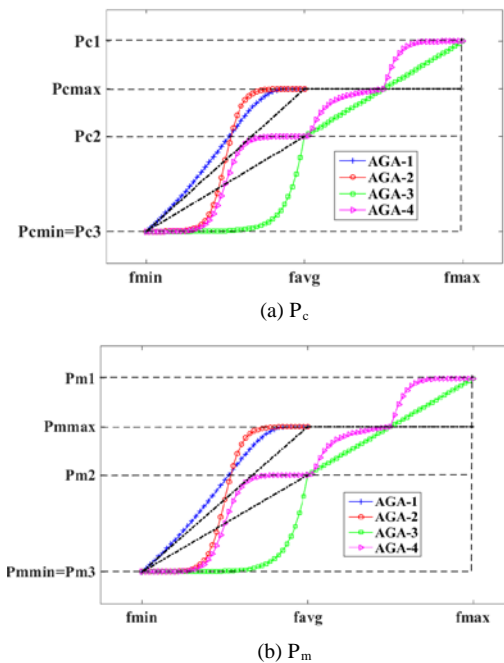 Pc1
Pcmax
Pc2
Pcmin=Pc3
AGA-1
AGA-2
AGA-3
AGA-4
fmin favg fmax
(a) Pc
Pm1
Pmmax
Pm2
Pmmin=Pm3
AGA-1
AGA-2
AGA-3
AGA-4
fmin favg fmax
(b) Pm